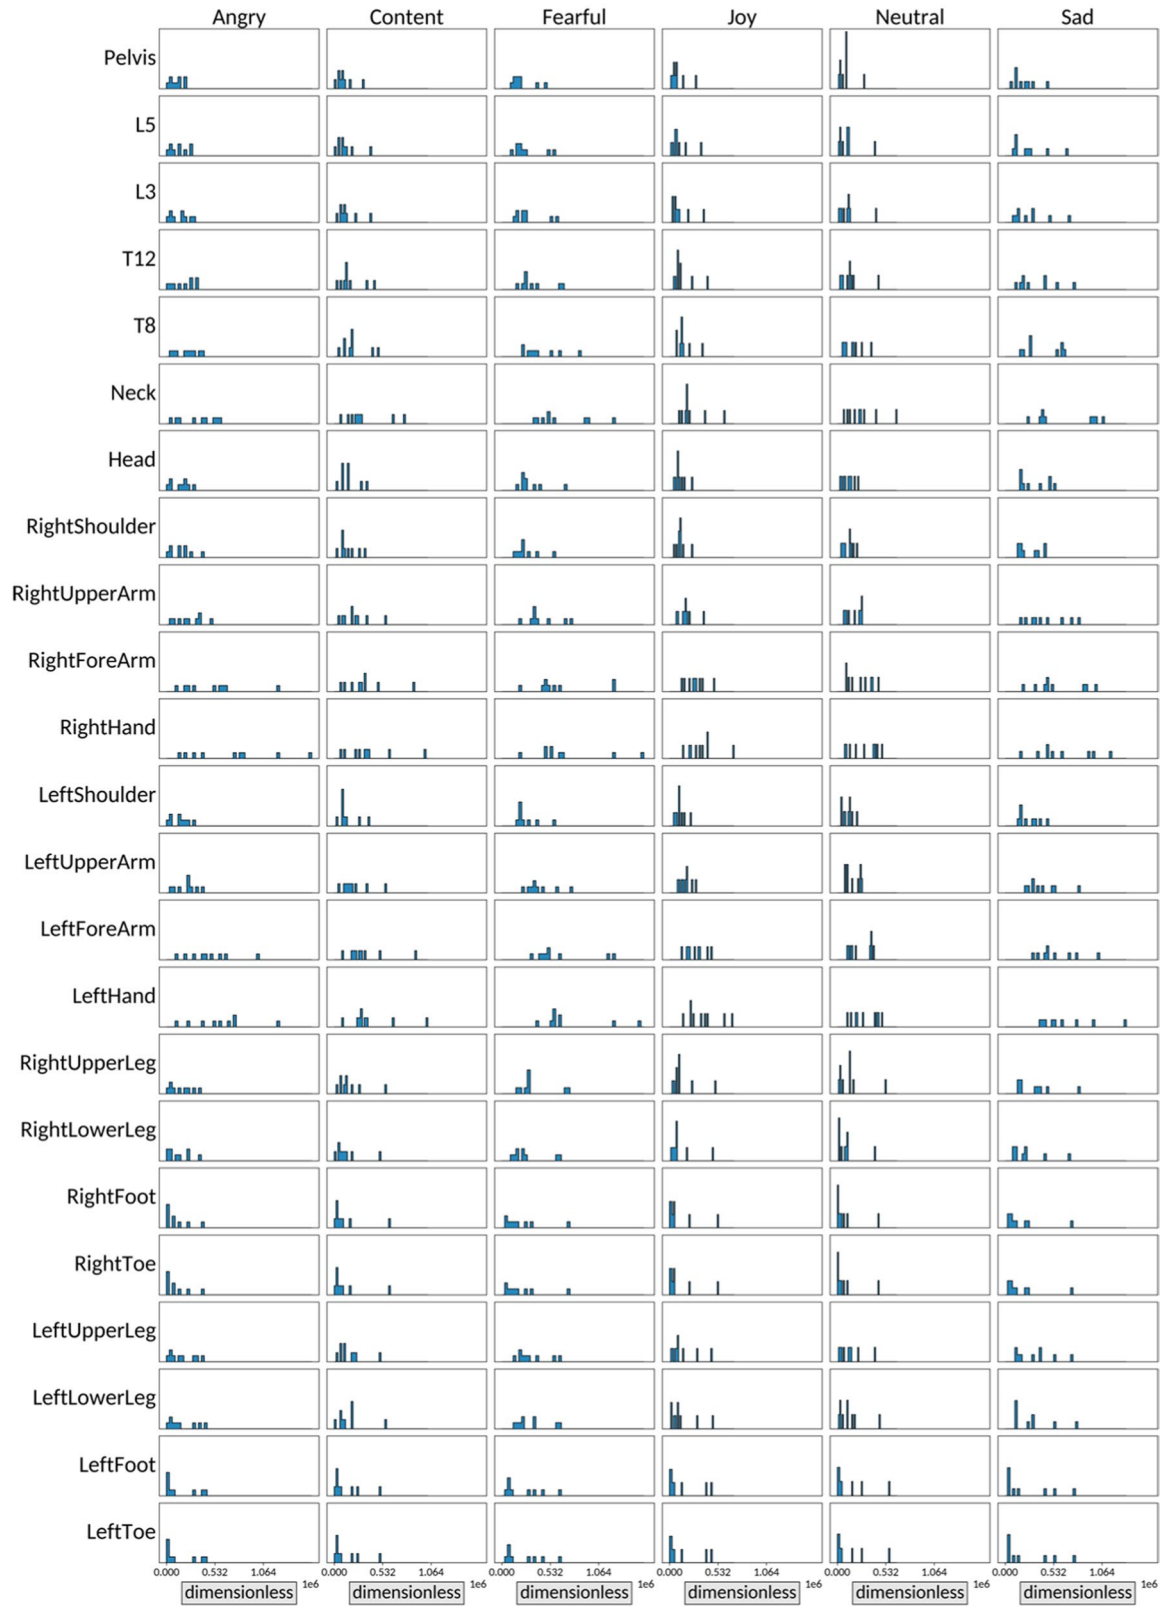 Angry Content Fearful Joy Neutral Sad
Pelvis
L5
L3
T12
T8
Neck
Head
RightShoulder
RightUpperArm
RightForeArm
RightHand
LeftShoulder
LeftUpperArm
LeftForeArm
LeftHand
RightUpperLeg
RightLowerLeg
RightFoot
RightToe
LeftUpperLeg
LeftLowerLeg
LeftFoot
LeftToe
0.000 0.532 1.064 0.000 0.532 1.064 0.000 0.532 1.064 0.000 0.532 1.064 0.000 0.532 1.064 0.000 0.532 1.064
1e6 1e6 1e6 1e6 1e6 1e6
dimensionless dimensionless dimensionless dimensionless dimensionless dimensionless